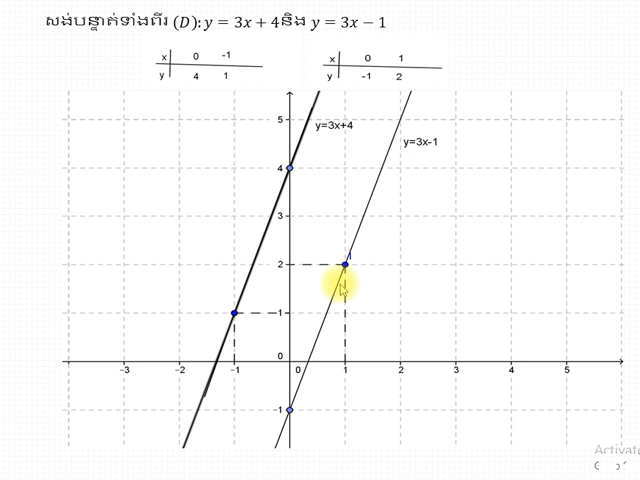 សង់បន្ទាត់ទាំងពីរ (D): y = 3x + 4និង y = 3x − 1
x 0 -1
y 4 1
x 0 1
y -1 2
5
y=3x+4
y=3x-1
4
3
2
1
0
-3 -2 -1 0 1 2 3 4 5
-1
Activate